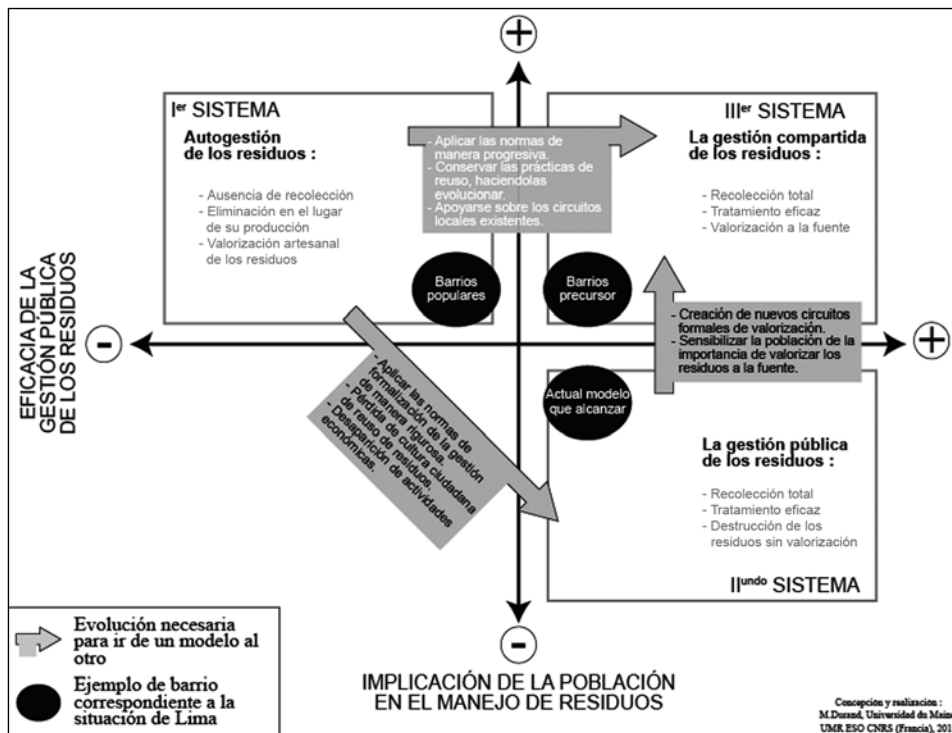 +
Ier SISTEMA
Autogestión
de los residuos :
- Ausencia de recolección
- Eliminación en el lugar
de su producción
- Valorización artesanal
de los residuos
- Aplicar las normas de
manera progresiva.
- Conservar las prácticas de
reuso, haciendolas
evolucionar.
- Apoyarse sobre los circuitos
locales existentes.
IIIer SISTEMA
La gestión compartida
de los residuos :
- Recolección total
- Tratamiento eficaz
- Valorización a la fuente
Barrios
populares
Barrios
precursor
EFICACIA DE LA
GESTIÓN PÚBLICA
DE LOS RESIDUOS
-
+
- Creación de nuevos circuitos
formales de valorización.
- Sensibilizar la población de la
importancia de valorizar los
residuos a la fuente.
- Aplicar las normas de
formalización de la gestión
de manera rigurosa.
- Pérdida de cultura ciudadana
de reuso de residuos.
- Desaparición de actividades
económicas.
Actual modelo
que alcanzar
La gestión pública
de los residuos :
- Recolección total
- Tratamiento eficaz
- Destrucción de los
residuos sin valorización
IIundo SISTEMA
-
IMPLICACIÓN DE LA POBLACIÓN
EN EL MANEJO DE RESIDUOS
Evolución necesaria
para ir de un modelo al
otro
Ejemplo de barrio
correspondiente a la
situación de Lima
Concepción y realización :
M.Durand, Universidad du Maine
UMR ESO CNRS (Francia), 201